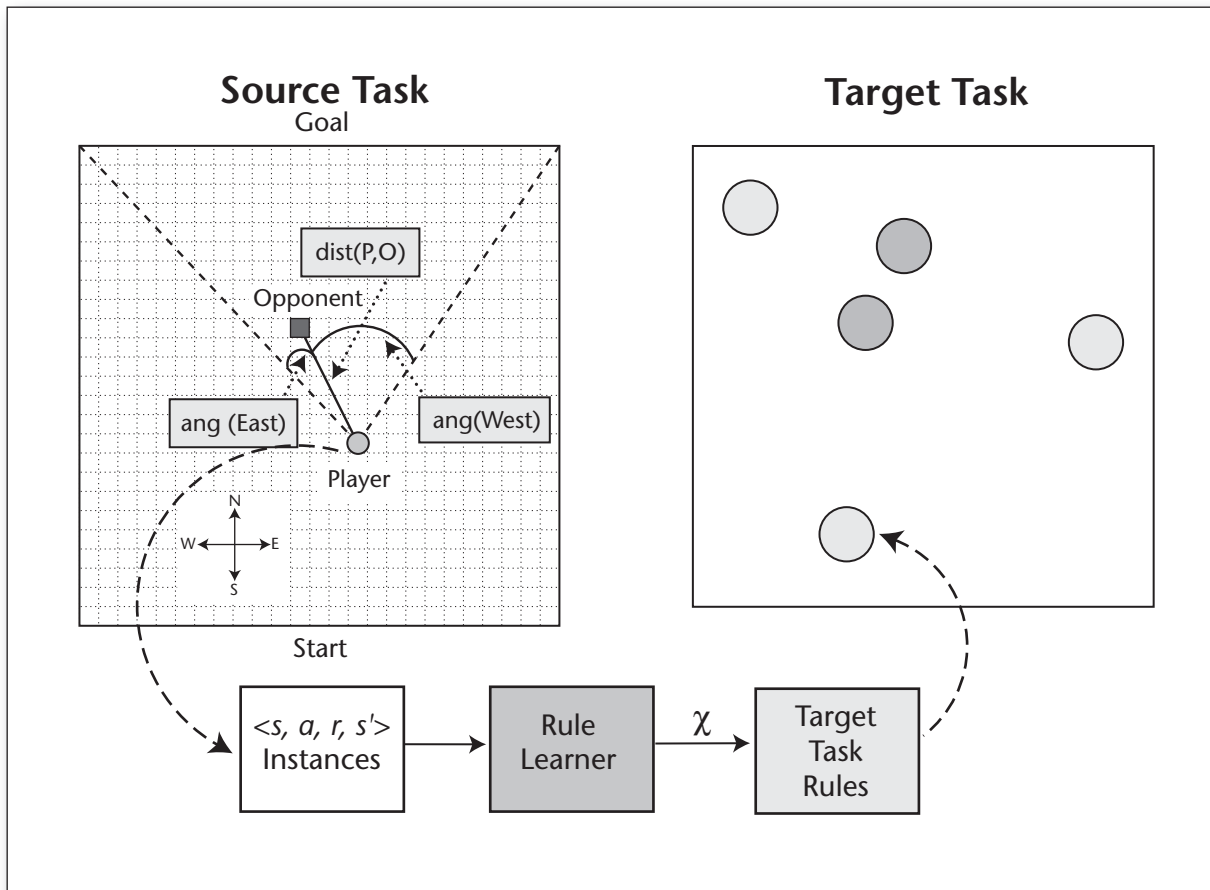 Source Task
Goal
Target Task
dist(P,O)
Opponent
ang (East)
ang(West)
Player
N
W
E
S
Start
<s, a, r, s'>
Instances
Rule
Learner
χ
Target
Task
Rules